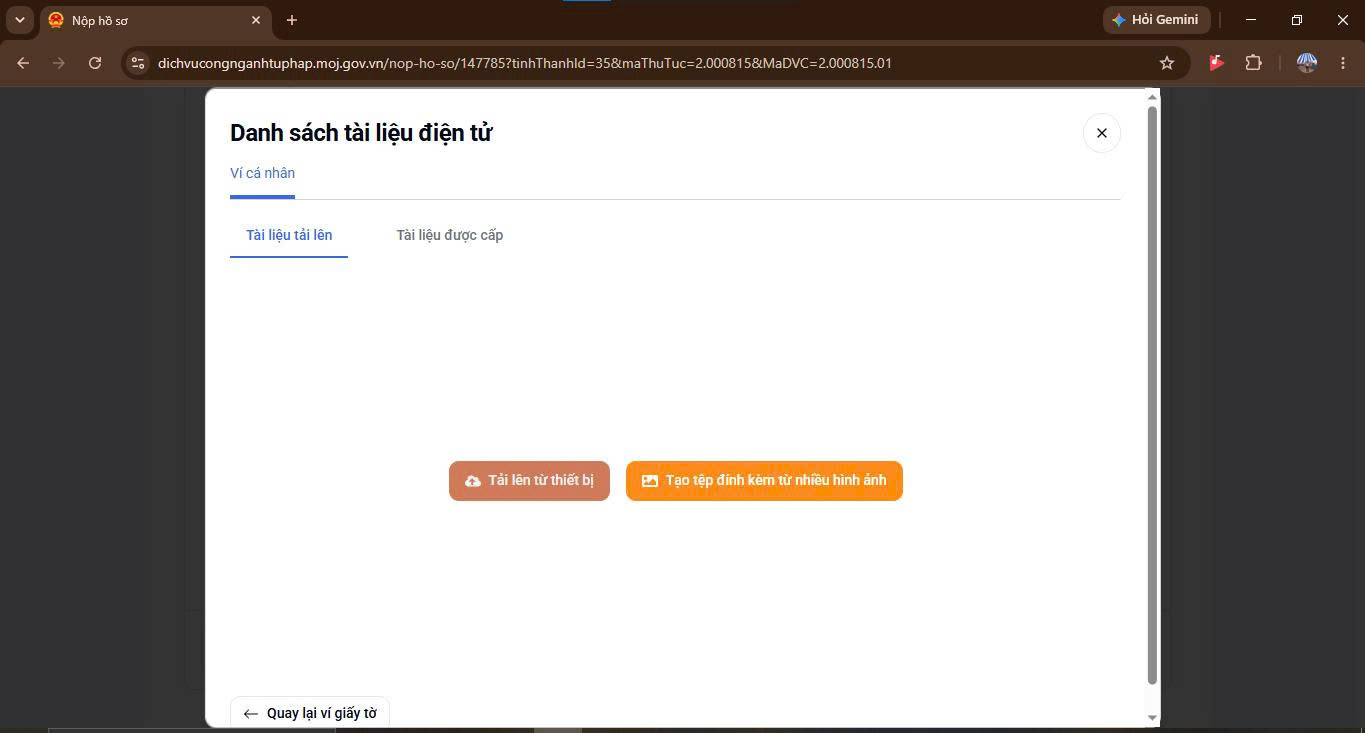 Nộp hồ sơ
Hỏi Gemini
dichvucongnganhtuphap.moj.gov.vn/nop-ho-so/147785?tinhThanhId=35&maThuTuc=2.000815&MaDVC=2.000815.01
Danh sách tài liệu điện tử
Ví cá nhân
Tài liệu tải lên
Tài liệu được cấp
Tải lên từ thiết bị
Tạo tệp đính kèm từ nhiều hình ảnh
Quay lại ví giấy tờ